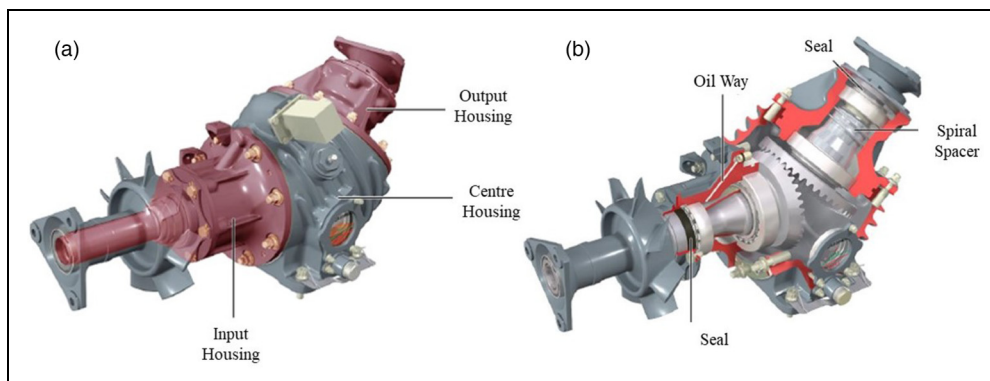 (a)
Output
Housing
Centre
Housing
Input
Housing
(b)
Seal
Oil Way
Spiral
Spacer
Seal